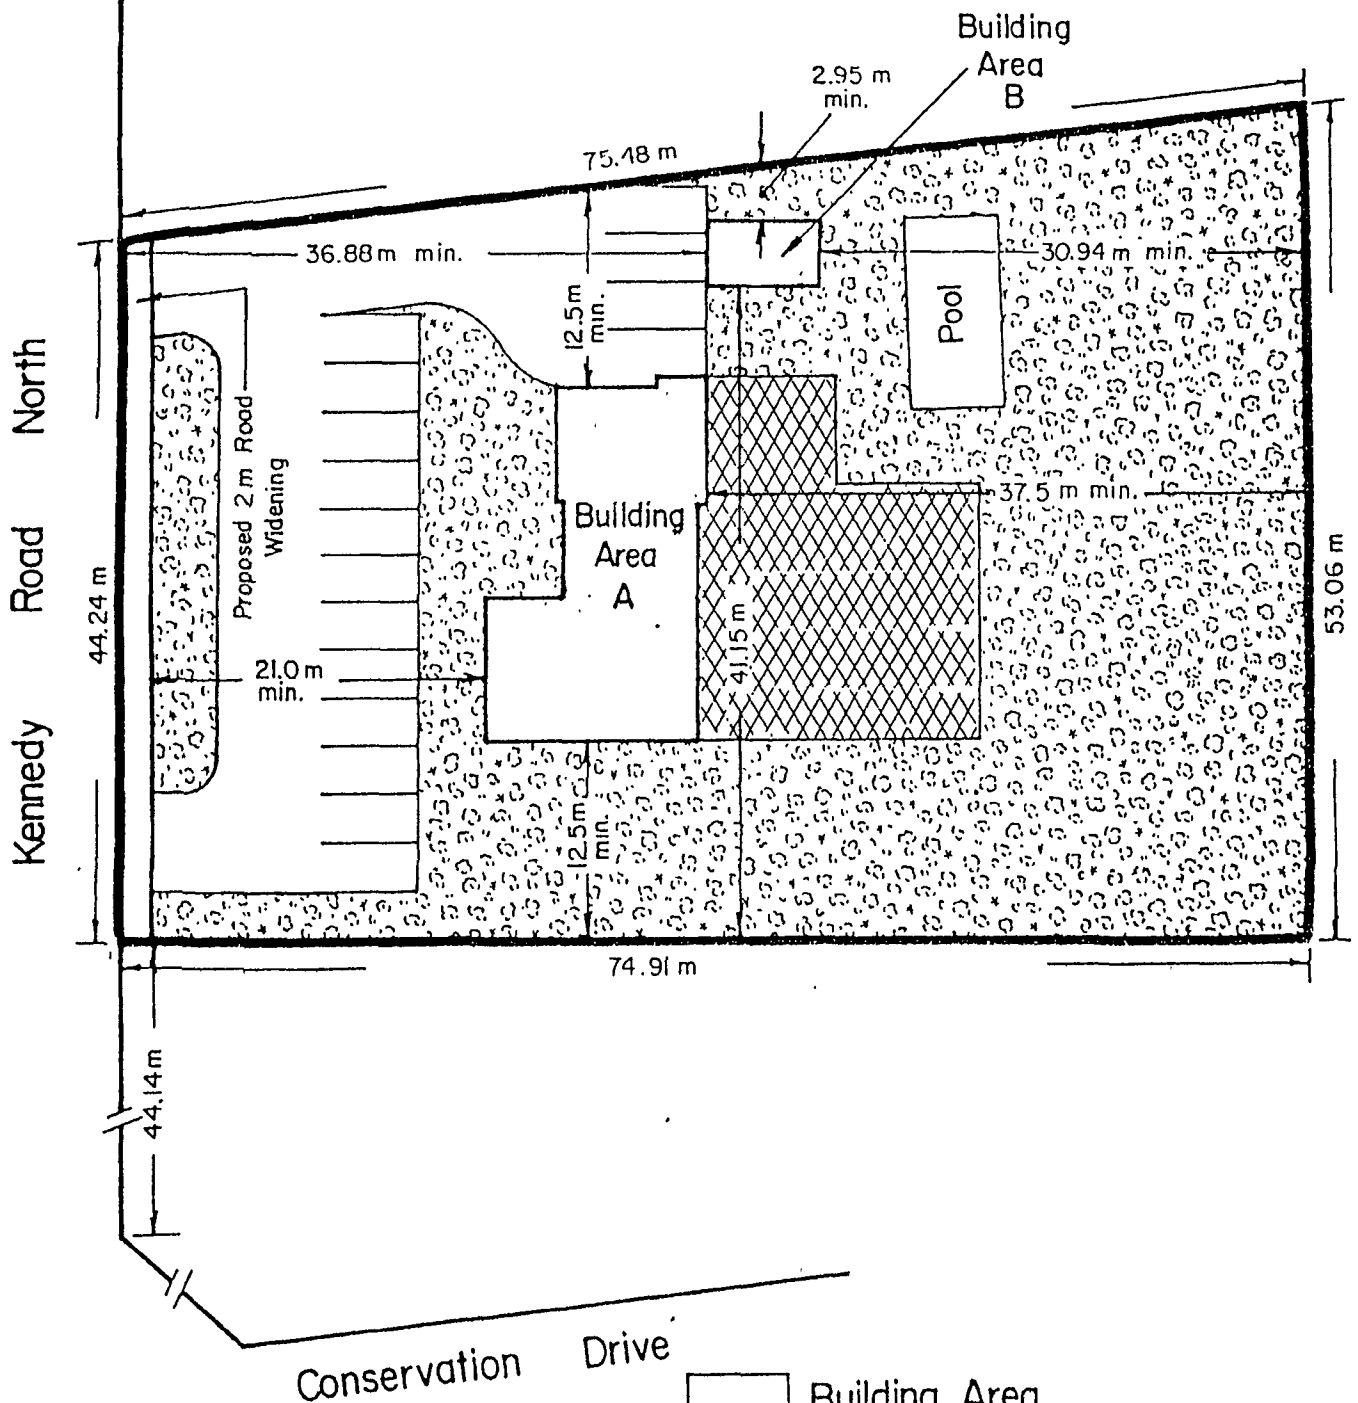 Building
Area
B
2.95 m
min.
75.48 m
36.88 m min.
30.94 m min.
12.5 m
min.
Pool
Proposed 2 m Road
Widening
37.5 m min.
Building
Area
A
Kennedy Road North
44.24 m
53.06 m
21.0 m
min.
41.15 m
12.5 m
min.
74.91 m
44.14 m
Conservation Drive
Building Area